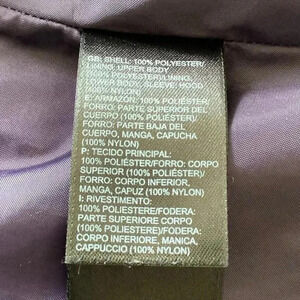 GB: SHELL: 100% POLYESTER/
LINING, UPPER BODY
(100% POLYESTER/LINING,
LOWER BODY, SLEEVE, HOOD
(100% NYLON)
E: ARMAZON: 100% POLIÉSTER/
FORRO: PARTE SUPERIOR DEL
CUERPO (100% POLIÉSTER)/
FORRO: PARTE BAJA DEL
CUERPO, MANGA, CAPUCHA
(100% NYLON)
P: TECIDO PRINCIPAL:
100% POLIÉSTER/FORRO: CORPO
SUPERIOR (100% POLIÉSTER)/
FORRO: CORPO INFERIOR,
MANGA, CAPUZ (100% NYLON)
I: RIVESTIMENTO:
100% POLIESTERE/FODERA:
PARTE SUPERIORE CORPO
(100% POLIESTERE)/FODERA:
CORPO INFERIORE, MANICA,
CAPPUCCIO (100% NYLON)